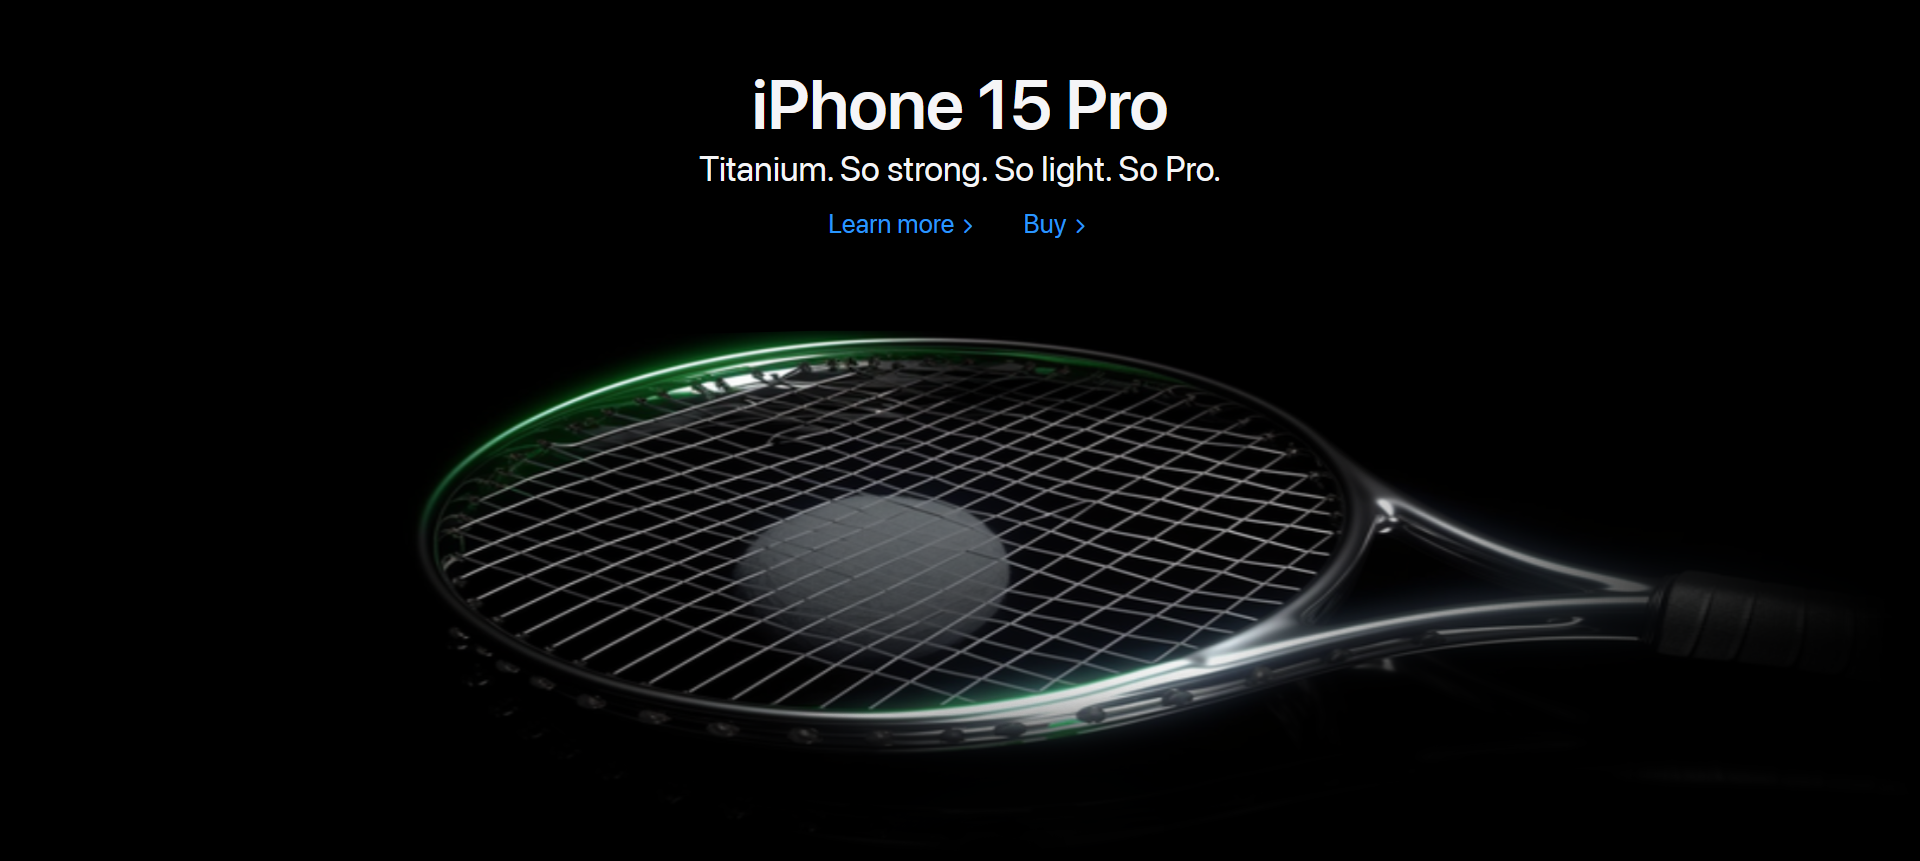 iPhone 15 Pro
Titanium. So strong. So light. So Pro.
Learn more > Buy >